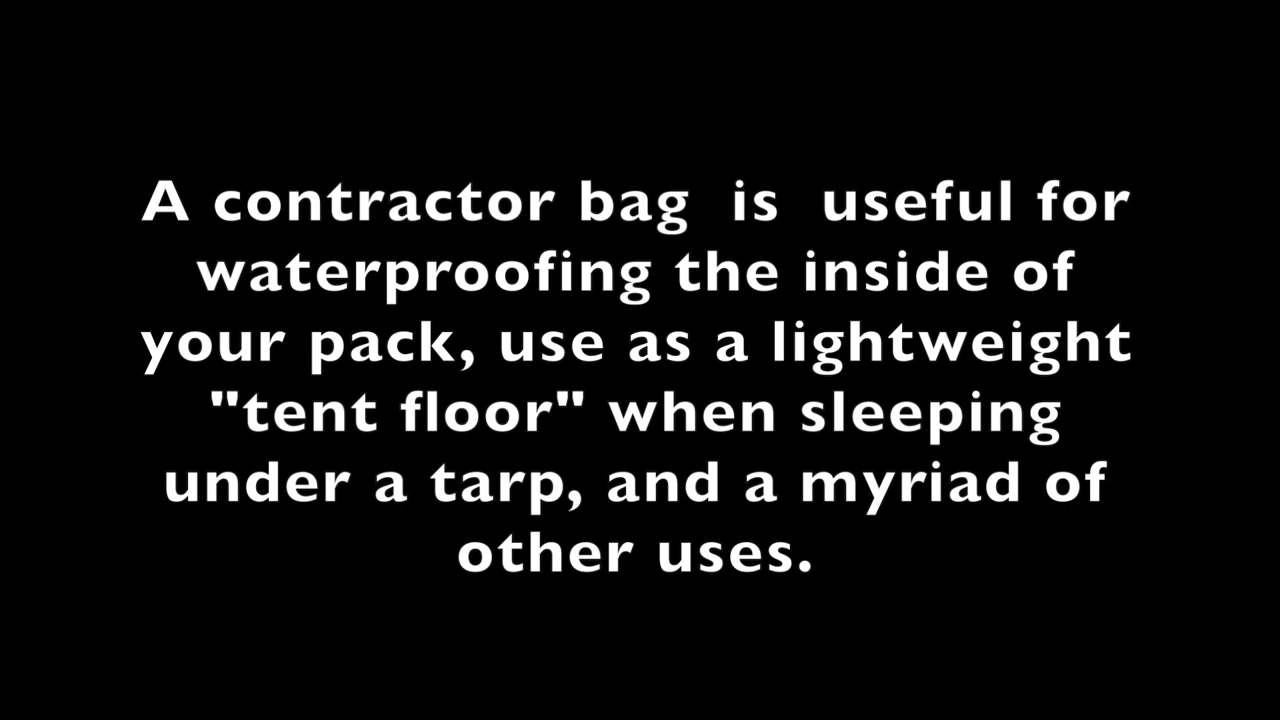 A contractor bag  is  useful for
waterproofing the inside of
your pack, use as a lightweight
"tent floor" when sleeping
under a tarp, and a myriad of
other uses.